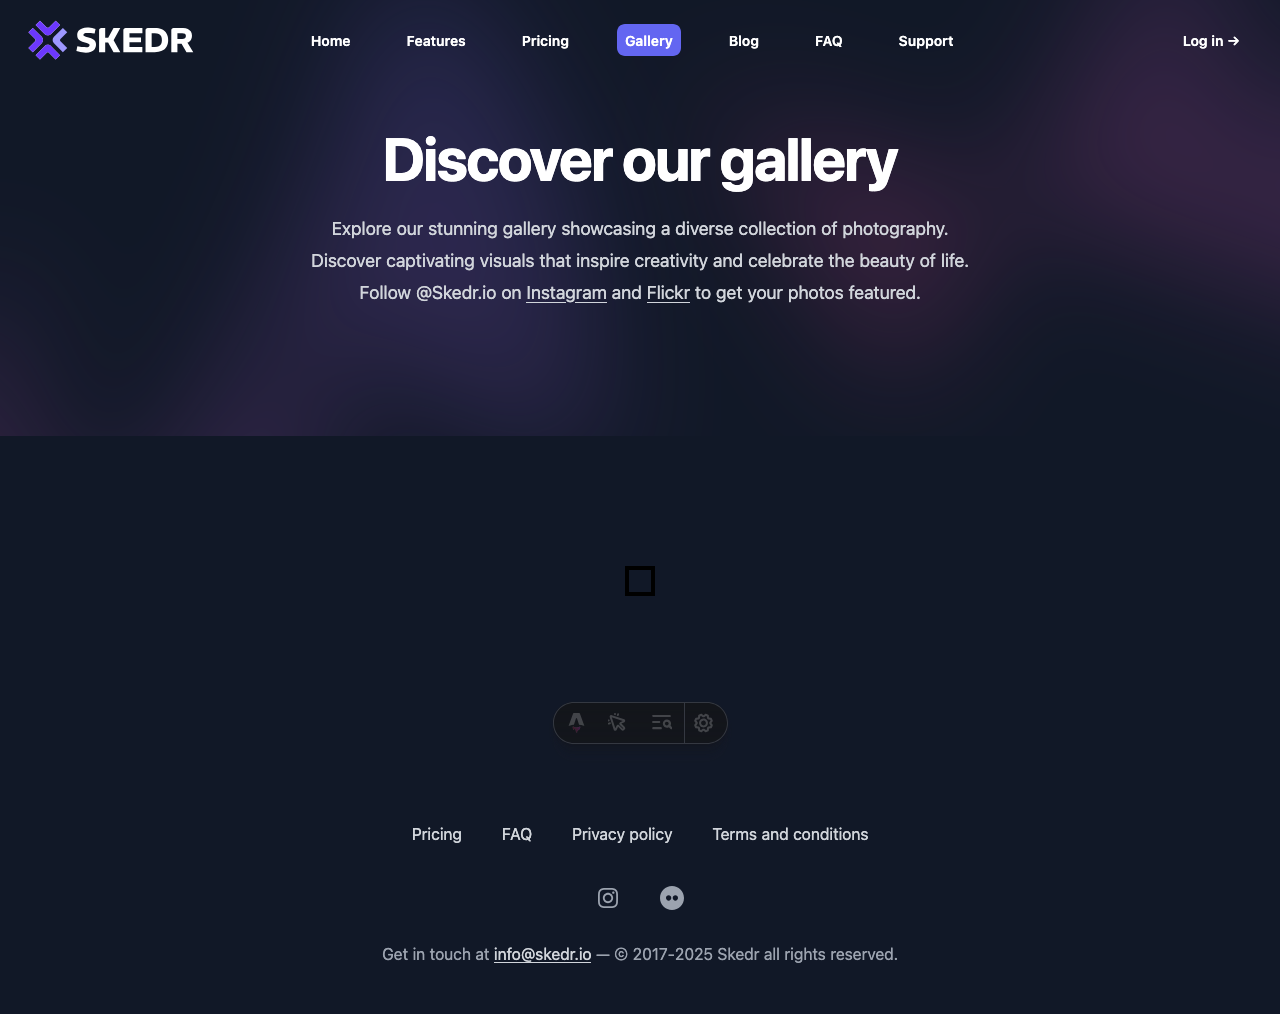 SKEDR
Home Features Pricing Gallery Blog FAQ Support Log in →
Discover our gallery
Explore our stunning gallery showcasing a diverse collection of photography.
Discover captivating visuals that inspire creativity and celebrate the beauty of life.
Follow @Skedr.io on Instagram and Flickr to get your photos featured.
Pricing FAQ Privacy policy Terms and conditions
Get in touch at info@skedr.io — © 2017-2025 Skedr all rights reserved.